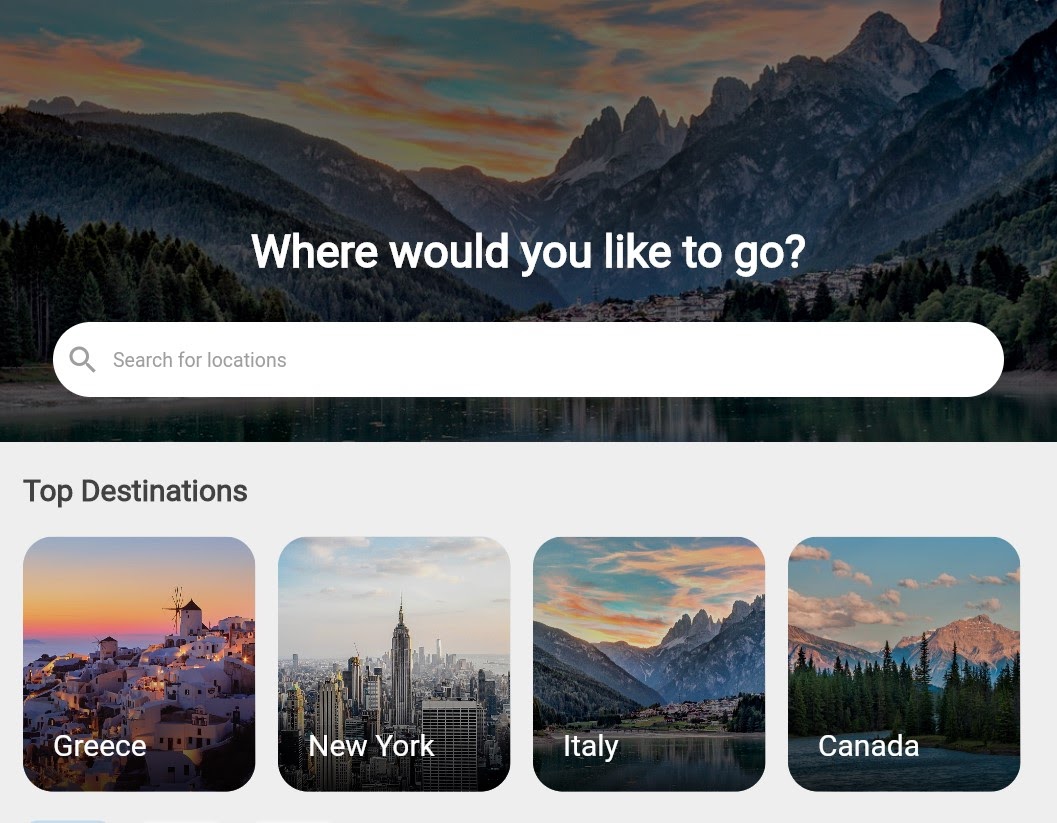 Where would you like to go?
Search for locations
Top Destinations
Greece
New York
Italy
Canada